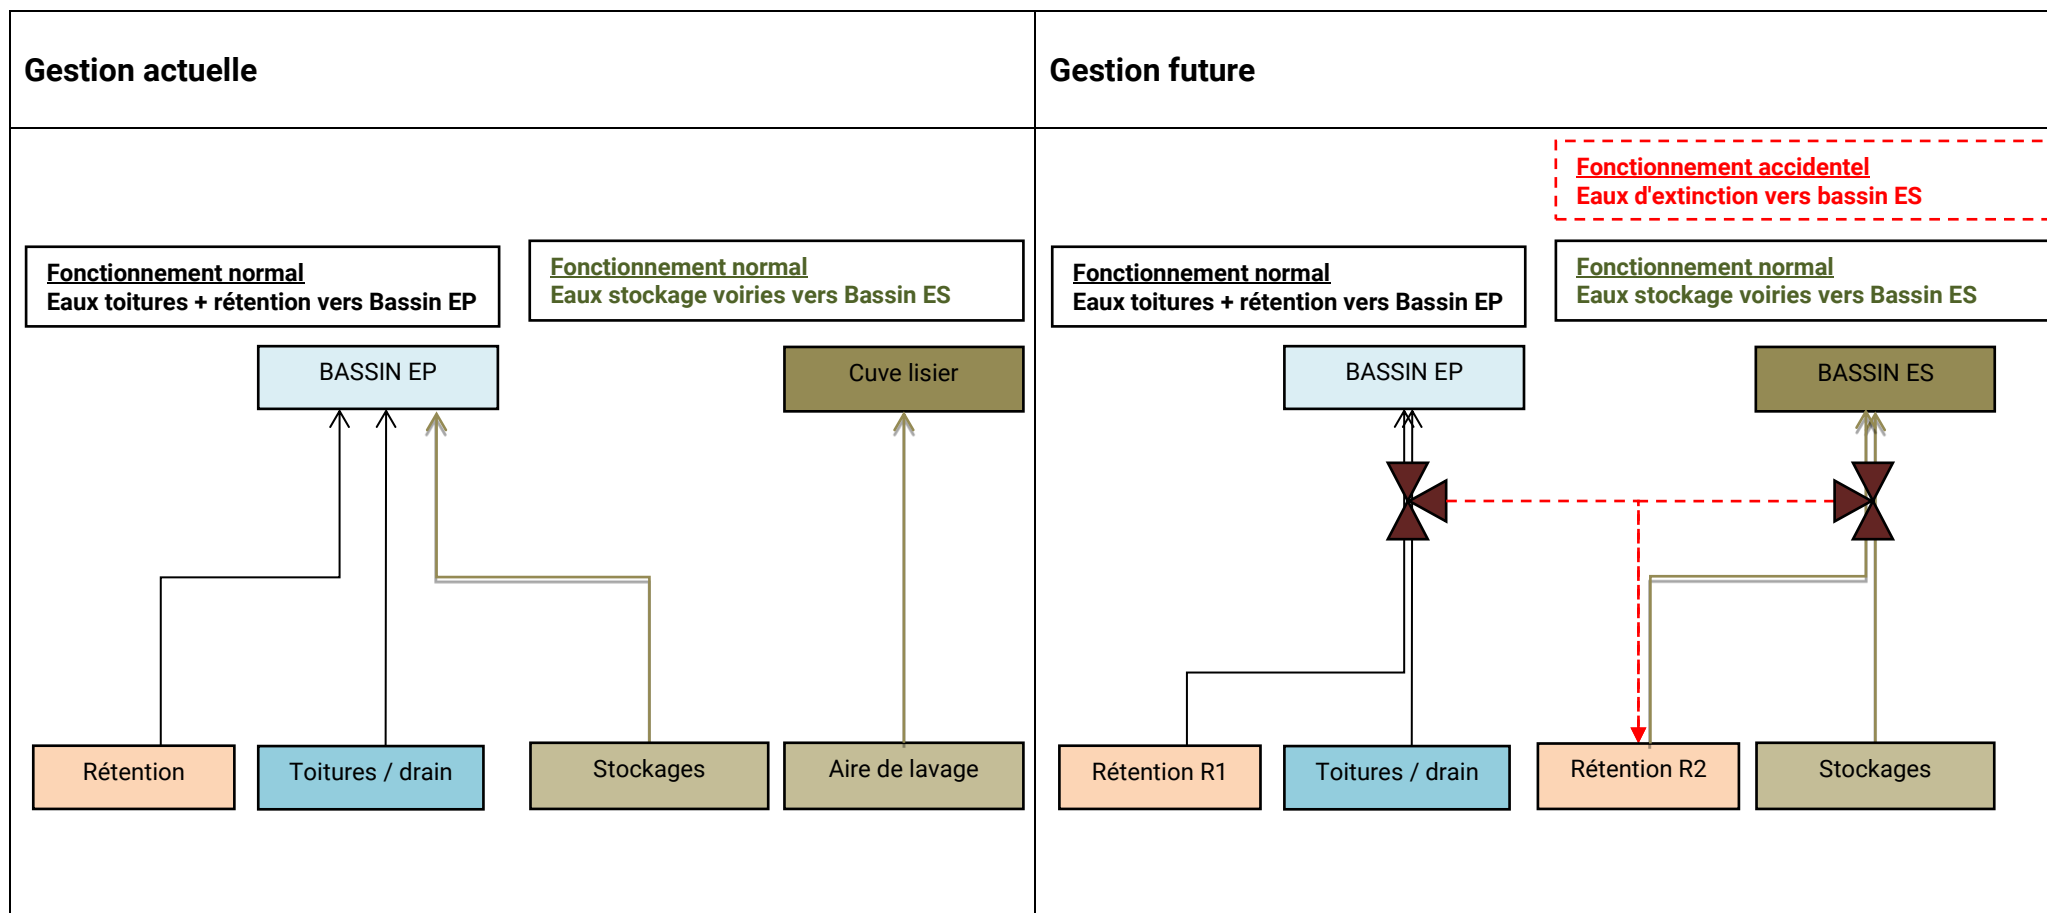 Gestion actuelle
Gestion future
Fonctionnement accidentel
Eaux d'extinction vers bassin ES
Fonctionnement normal
Eaux toitures + rétention vers Bassin EP
Fonctionnement normal
Eaux stockage voiries vers Bassin ES
Fonctionnement normal
Eaux toitures + rétention vers Bassin EP
Fonctionnement normal
Eaux stockage voiries vers Bassin ES
BASSIN EP
Cuve lisier
BASSIN EP
BASSIN ES
Rétention
Toitures / drain
Stockages
Aire de lavage
Rétention R1
Toitures / drain
Rétention R2
Stockages